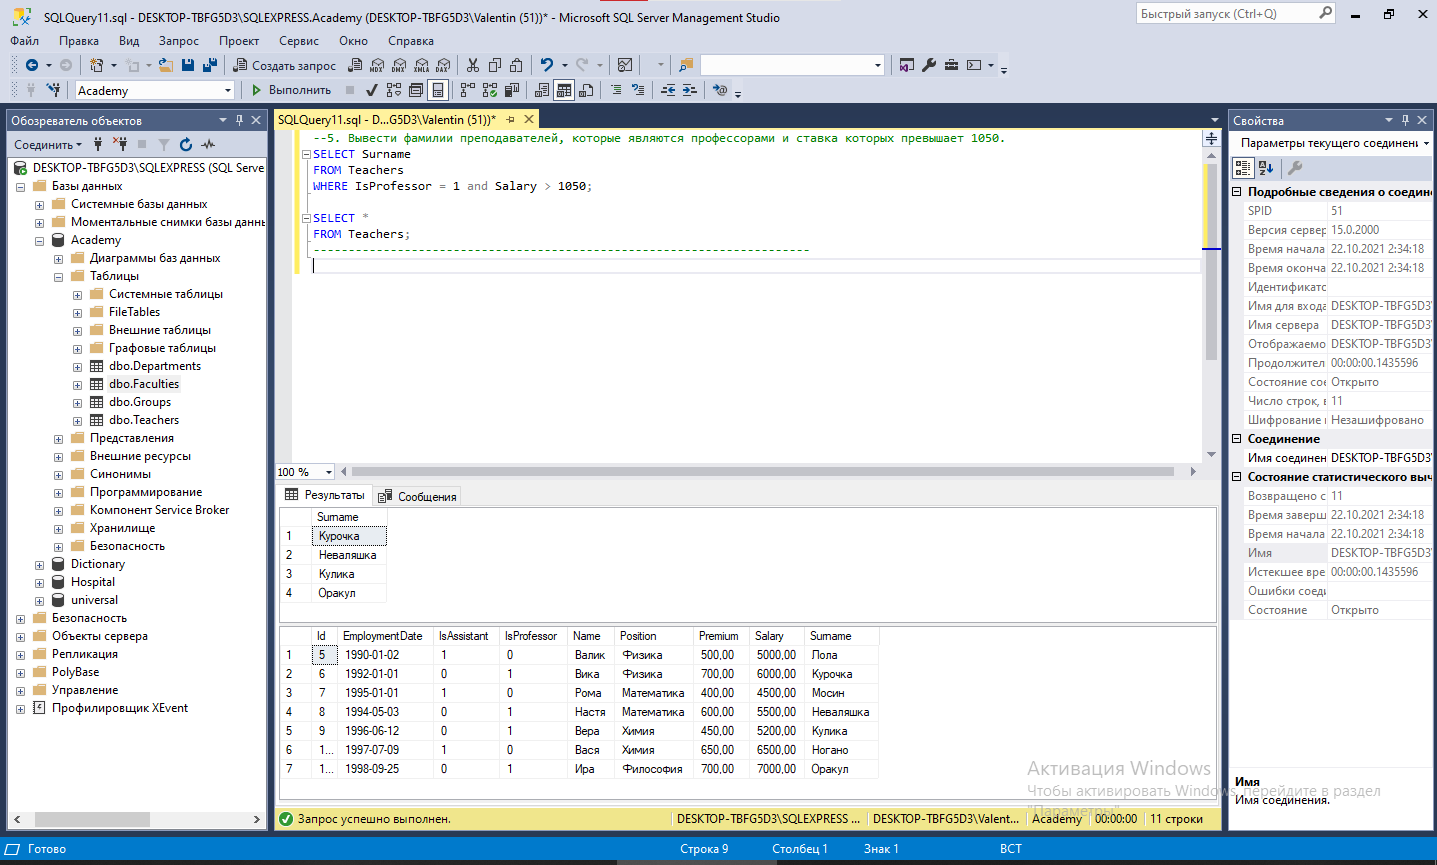 SQLQuery11.sql - DESKTOP-TBFG5D3\SQLEXPRESS.Academy (DESKTOP-TBFG5D3\Valentin (51))* - Microsoft SQL Server Management Studio
Быстрый запуск (Ctrl+Q)
Файл Правка Вид Запрос Проект Сервис Окно Справка
Создать запрос MDX DMX XMLA DAX
Academy Выполнить
Обозреватель объектов
Соединить
DESKTOP-TBFG5D3\SQLEXPRESS (SQL Serve
Базы данных
Системные базы данных
Моментальные снимки базы данн
Academy
Диаграммы баз данных
Таблицы
Системные таблицы
FileTables
Внешние таблицы
Графовые таблицы
dbo.Departments
dbo.Faculties
dbo.Groups
dbo.Teachers
Представления
Внешние ресурсы
Синонимы
Программирование
Компонент Service Broker
Хранилище
Безопасность
Dictionary
Hospital
universal
Безопасность
Объекты сервера
Репликация
PolyBase
Управление
Профилировщик XEvent
SQLQuery11.sql - D...G5D3\Valentin (51))*
--5. Вывести фамилии преподавателей, которые являются профессорами и ставка которых превышает 1050.
SELECT Surname
FROM Teachers
WHERE IsProfessor = 1 and Salary > 1050;
SELECT *
FROM Teachers;
-----------------------------------------------------------------------
100 %
Результаты Сообщения
Surname
1 Курочка
2 Неваляшка
3 Кулика
4 Оракул
Id EmploymentDate IsAssistant IsProfessor Name Position Premium Salary Surname
1 5 1990-01-02 1 0 Валик Физика 500,00 5000,00 Лола
2 6 1992-01-01 0 1 Вика Физика 700,00 6000,00 Курочка
3 7 1995-01-01 1 0 Рома Математика 400,00 4500,00 Мосин
4 8 1994-05-03 0 1 Настя Математика 600,00 5500,00 Неваляшка
5 9 1996-06-12 0 1 Вера Химия 450,00 5200,00 Кулика
6 1... 1997-07-09 1 0 Вася Химия 650,00 6500,00 Ногано
7 1... 1998-09-25 0 1 Ира Философия 700,00 7000,00 Оракул
Запрос успешно выполнен. DESKTOP-TBFG5D3\SQLEXPRESS ... DESKTOP-TBFG5D3\Valent... Academy 00:00:00 11 строки
Свойства
Параметры текущего соединени
Подробные сведения о соедин
SPID 51
Версия сервер 15.0.2000
Время начала 22.10.2021 2:34:18
Время оконча 22.10.2021 2:34:18
Идентификатс
Имя для входа DESKTOP-TBFG5D3\
Имя сервера DESKTOP-TBFG5D3\
Отображаемо DESKTOP-TBFG5D3\
Продолжител 00:00:00.1435596
Состояние сое Открыто
Число строк, в 11
Шифрование Незашифровано
Соединение
Имя соединен DESKTOP-TBFG5D3\
Состояние статистического выч
Возвращено с 11
Время заверш 22.10.2021 2:34:18
Время начала 22.10.2021 2:34:18
Имя DESKTOP-TBFG5D3\
Истекшее вре 00:00:00.1435596
Ошибки соеди
Состояние Открыто
Имя
Имя соединения.
Активация Windows
Чтобы активировать Windows, перейдите в раздел
"Параметры".
Готово Строка 9 Столбец 1 Знак 1 ВСТ